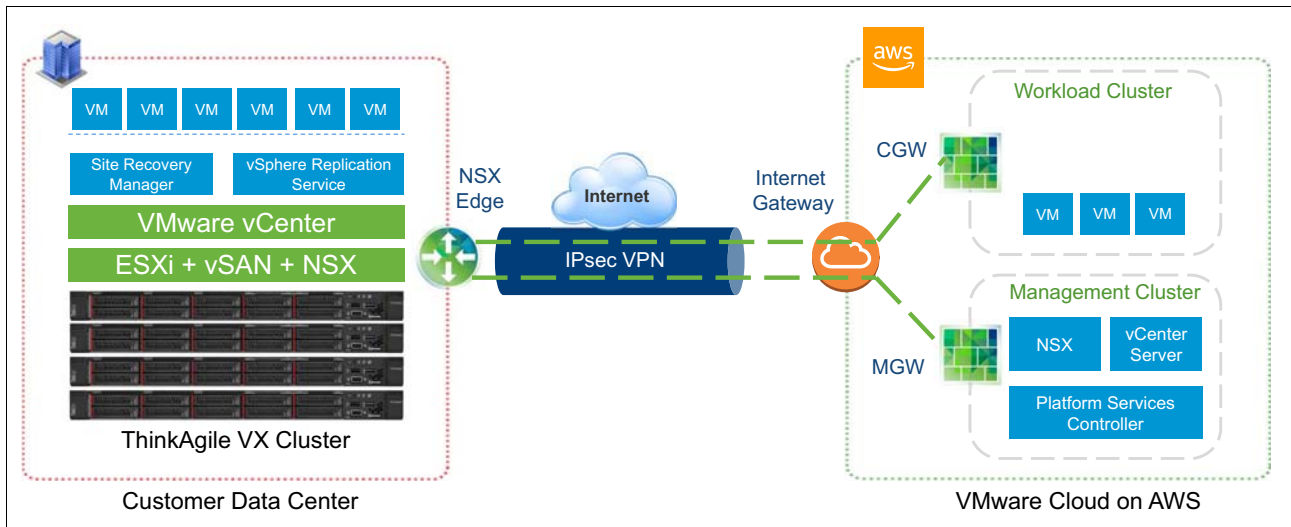 VM VM VM VM VM VM
Site Recovery
Manager
vSphere Replication
Service
VMware vCenter
ESXi + vSAN + NSX
ThinkAgile VX Cluster
Customer Data Center
NSX
Edge
Internet
IPsec VPN
Internet
Gateway
aws
CGW
MGW
Workload Cluster
VM VM VM
Management Cluster
NSX
vCenter
Server
Platform Services
Controller
VMware Cloud on AWS